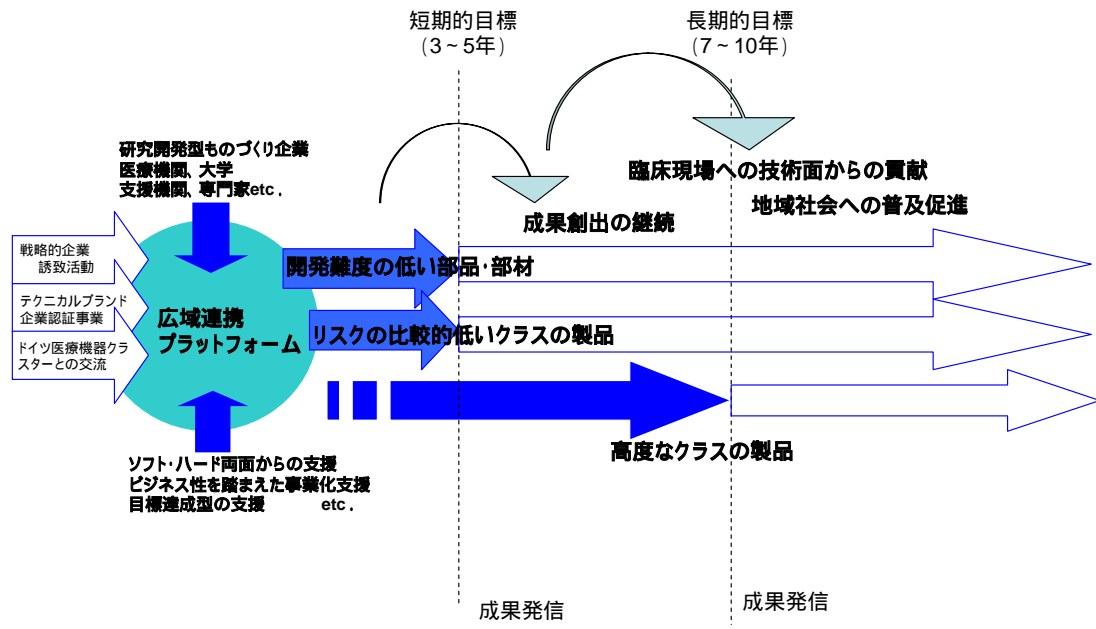 短期的目標
(3~5年)
長期的目標
(7~10年)
研究開発型ものづくり企業
医療機関、大学
支援機関、専門家etc.
臨床現場への技術面からの貢献
地域社会への普及促進
成果創出の継続
戦略的企業
誘致活動
テクニカルブランド
企業認証事業
ドイツ医療機器クラ
スターとの交流
広域連携
プラットフォーム
開発難度の低い部品・部材
リスクの比較的低いクラスの製品
高度なクラスの製品
ソフト・ハード両面からの支援
ビジネス性を踏まえた事業化支援
目標達成型の支援 etc.
成果発信
成果発信